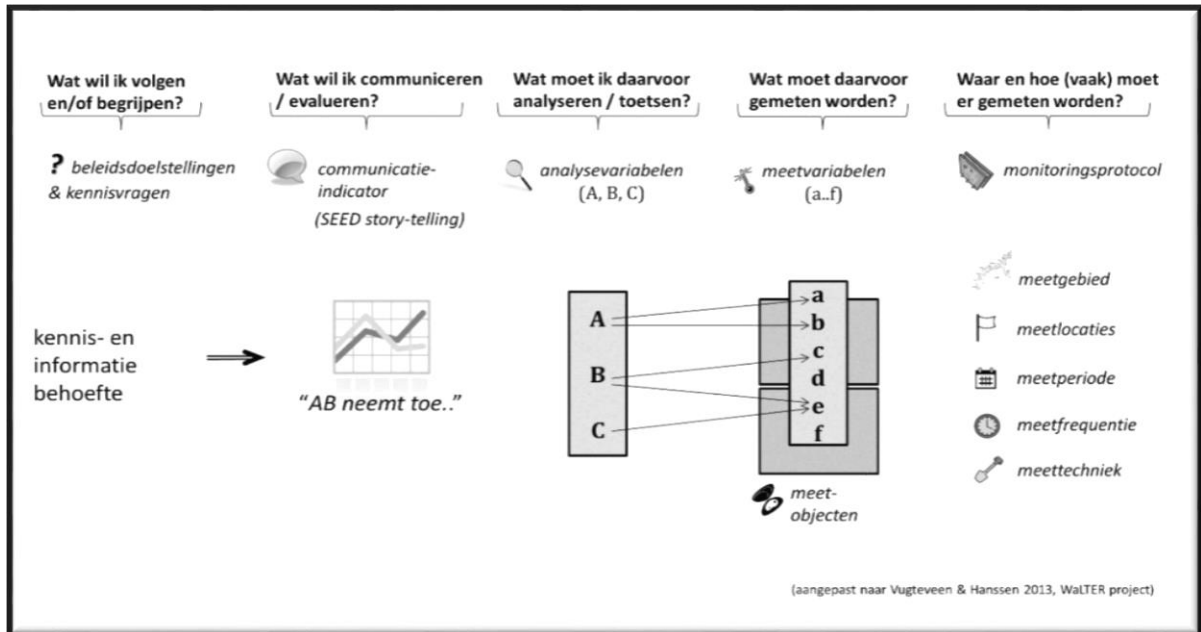 Wat wil ik volgen
en/of begrijpen?
Wat wil ik communiceren
/ evalueren?
Wat moet ik daarvoor
analyseren / toetsen?
Wat moet daarvoor
gemeten worden?
Waar en hoe (vaak) moet
er gemeten worden?
? beleidsdoelstellingen
& kennisvragen
communicatie-
indicator
(SEED story-telling)
analysevariabelen
(A, B, C)
meetvariabelen
(a..f)
monitoringsprotocol
kennis- en
informatie
behoefte
"AB neemt toe.."
A
B
C
a
b
c
d
e
f
meet-
objecten
meetgebied
meetlocaties
meetperiode
meetfrequentie
meettechniek
(aangepast naar Vugteveen & Hanssen 2013, WaLTER project)